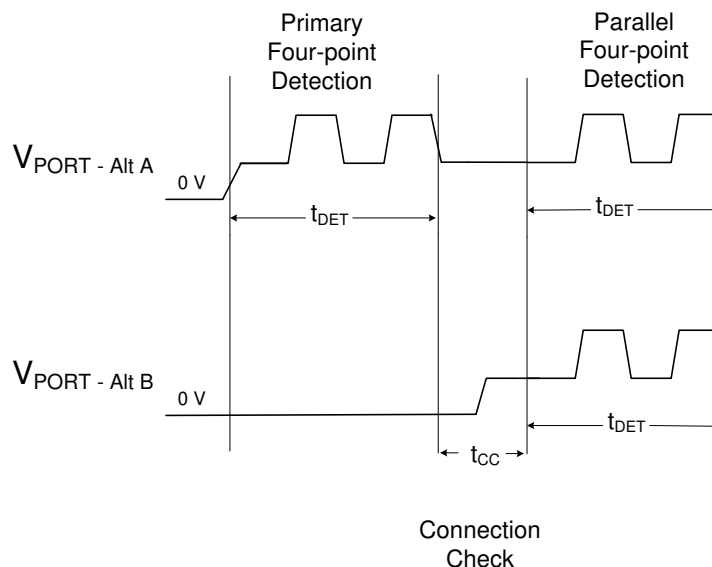 Primary
Four-point
Detection
Parallel
Four-point
Detection
VPORT - Alt A
0 V
tDET
tDET
VPORT - Alt B
0 V
tDET
tCC
Connection
Check